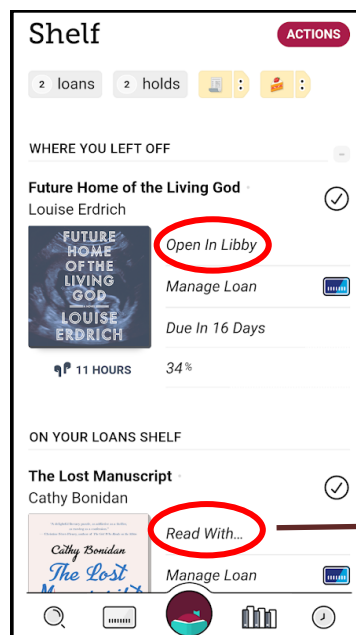 Shelf
ACTIONS
2 loans
2 holds
:
:
WHERE YOU LEFT OFF
-
Future Home of the Living God
Louise Erdrich
FUTURE
HOME
OF THE
LIVING
GOD
LOUISE
ERDRICH
Open In Libby
Manage Loan
Due In 16 Days
11 HOURS
34%
ON YOUR LOANS SHELF
The Lost Manuscript
Cathy Bonidan
Cathy Bonidan
The Lost
Read With...
Manage Loan